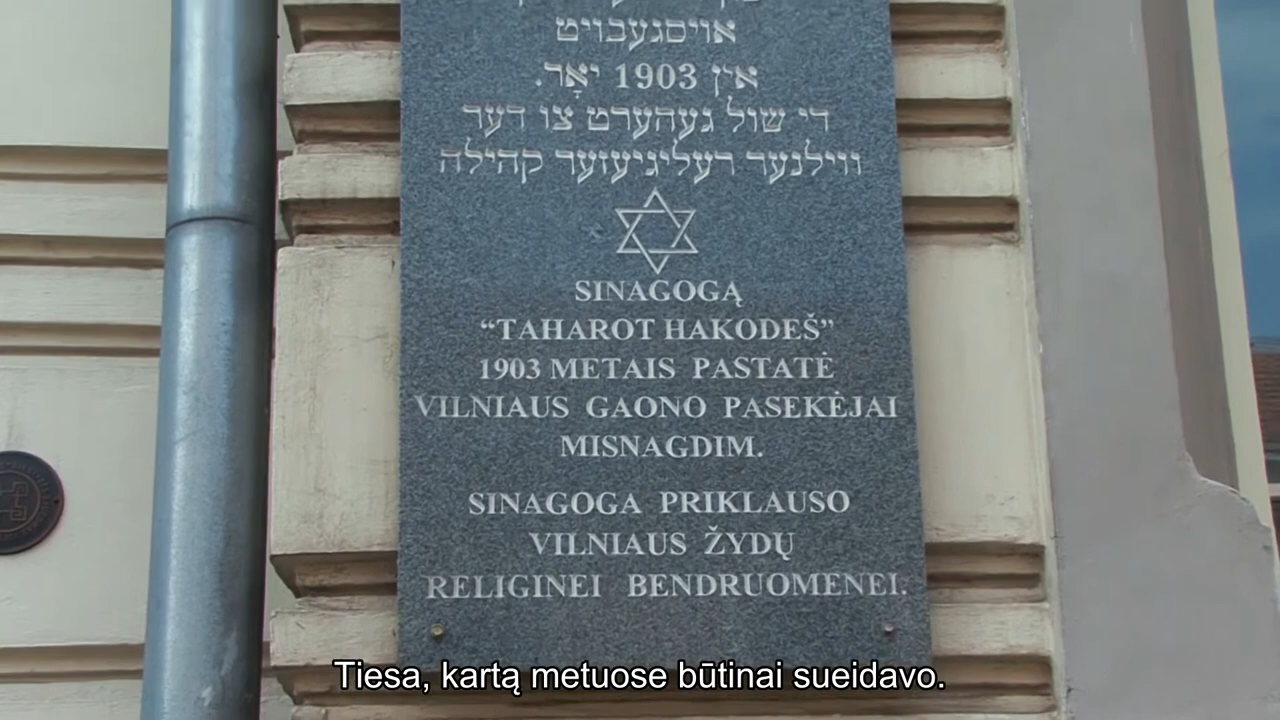 אויסגעבויט
אין 1903 יאָר.
די שול געהערט צו דער
ווילנער רעליגיעזער קהילה
SINAGOGĄ
“TAHAROT HAKODEŠ”
1903 METAIS PASTATĖ
VILNIAUS GAONO PASEKĖJAI
MISNAGDIM.
SINAGOGA PRIKLAUSO
VILNIAUS ŽYDŲ
RELIGINEI BENDRUOMENEI.
Tiesa, kartą metuose būtinai sueidavo.